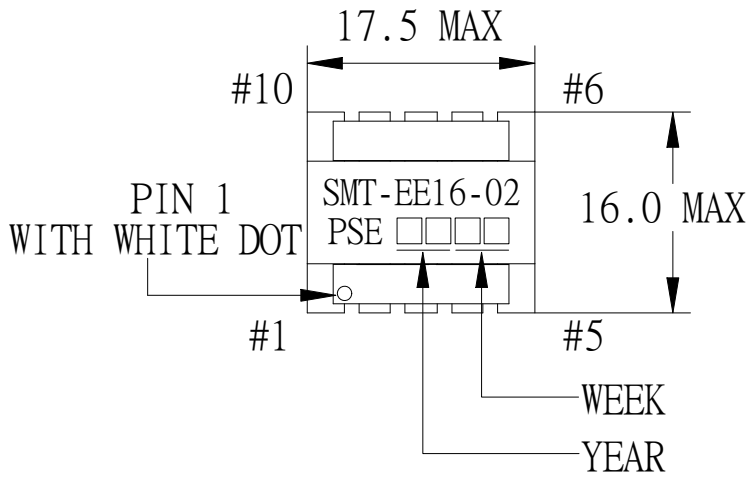 17.5 MAX
#10
#6
SMT-EE16-02
PSE □□□□
16.0 MAX
PIN 1
WITH WHITE DOT
#1
#5
WEEK
YEAR